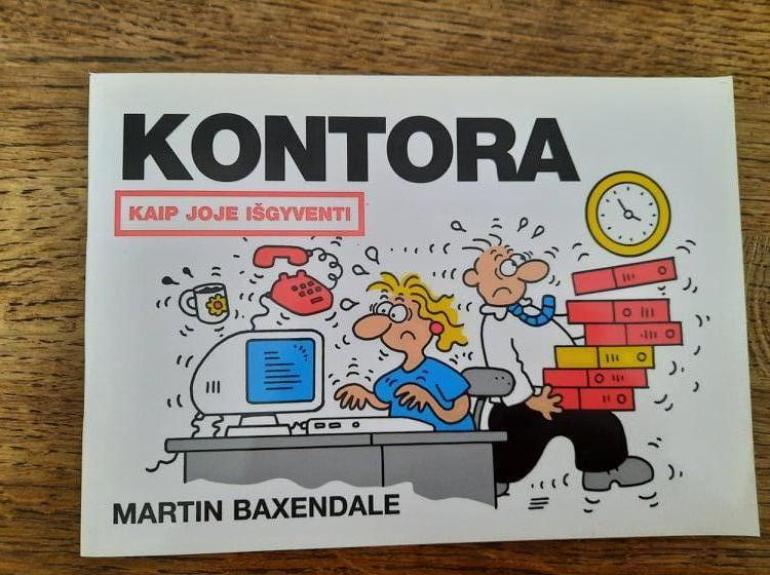 KONTORA
KAIP JOJE IŠGYVENTI
MARTIN BAXENDALE